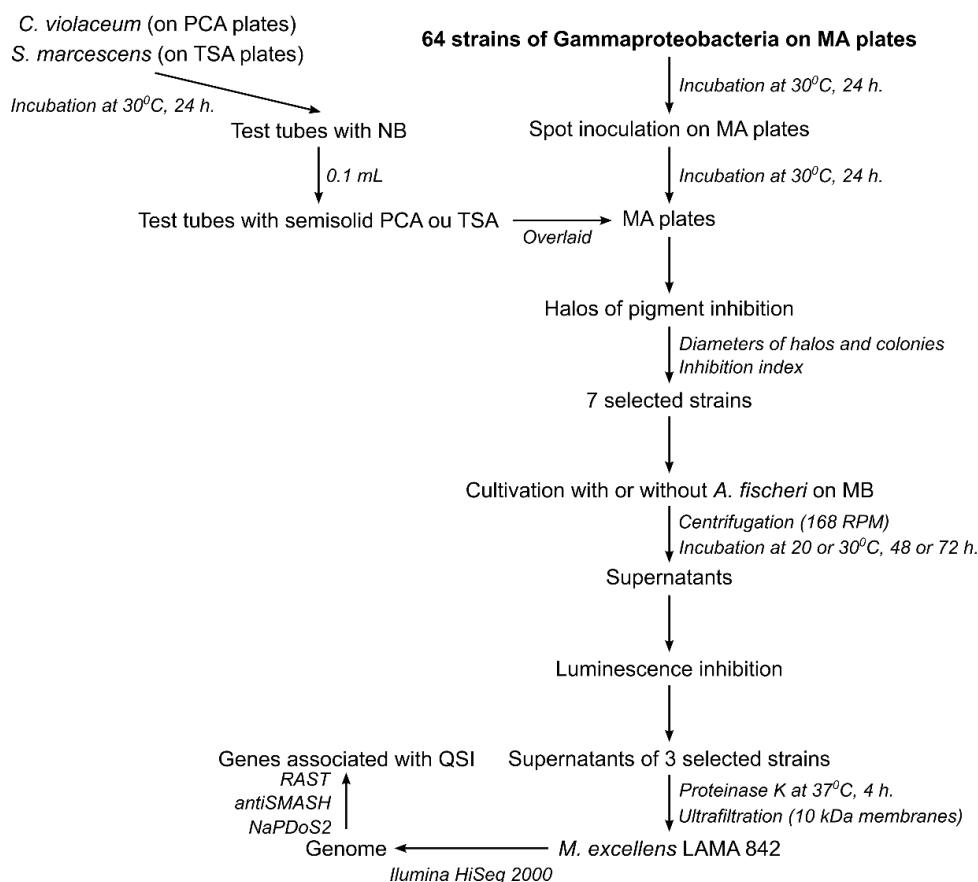 C. violaceum (on PCA plates)
S. marcescens (on TSA plates)
64 strains of Gammaproteobacteria on MA plates
Incubation at 30⁰C, 24 h.
Incubation at 30⁰C, 24 h.
Test tubes with NB
Spot inoculation on MA plates
0.1 mL
Incubation at 30⁰C, 24 h.
Test tubes with semisolid PCA ou TSA
Overlaid
MA plates
Halos of pigment inhibition
Diameters of halos and colonies
Inhibition index
7 selected strains
Cultivation with or without A. fischeri on MB
Centrifugation (168 RPM)
Incubation at 20 or 30⁰C, 48 or 72 h.
Supernatants
Luminescence inhibition
Genes associated with QSI
Supernatants of 3 selected strains
RAST
antiSMASH
NaPDoS2
Proteinase K at 37⁰C, 4 h.
Ultrafiltration (10 kDa membranes)
Genome
M. excellens LAMA 842
Ilumina HiSeq 2000